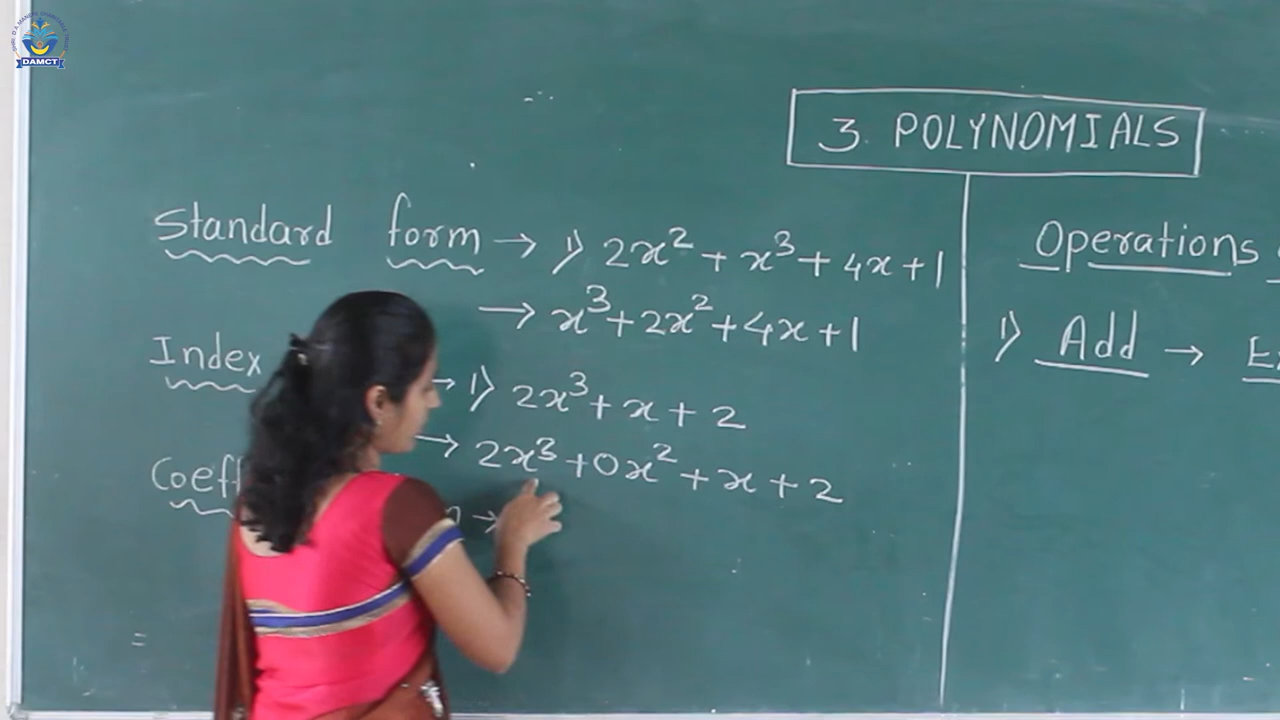 DAMCT
3. POLYNOMIALS
Standard form → 1) 2x² + x³ + 4x + 1
→ x³ + 2x² + 4x + 1
Index → 1) 2x³ + x + 2
→ 2x³ + 0x² + x + 2
→
Operations
1) Add →